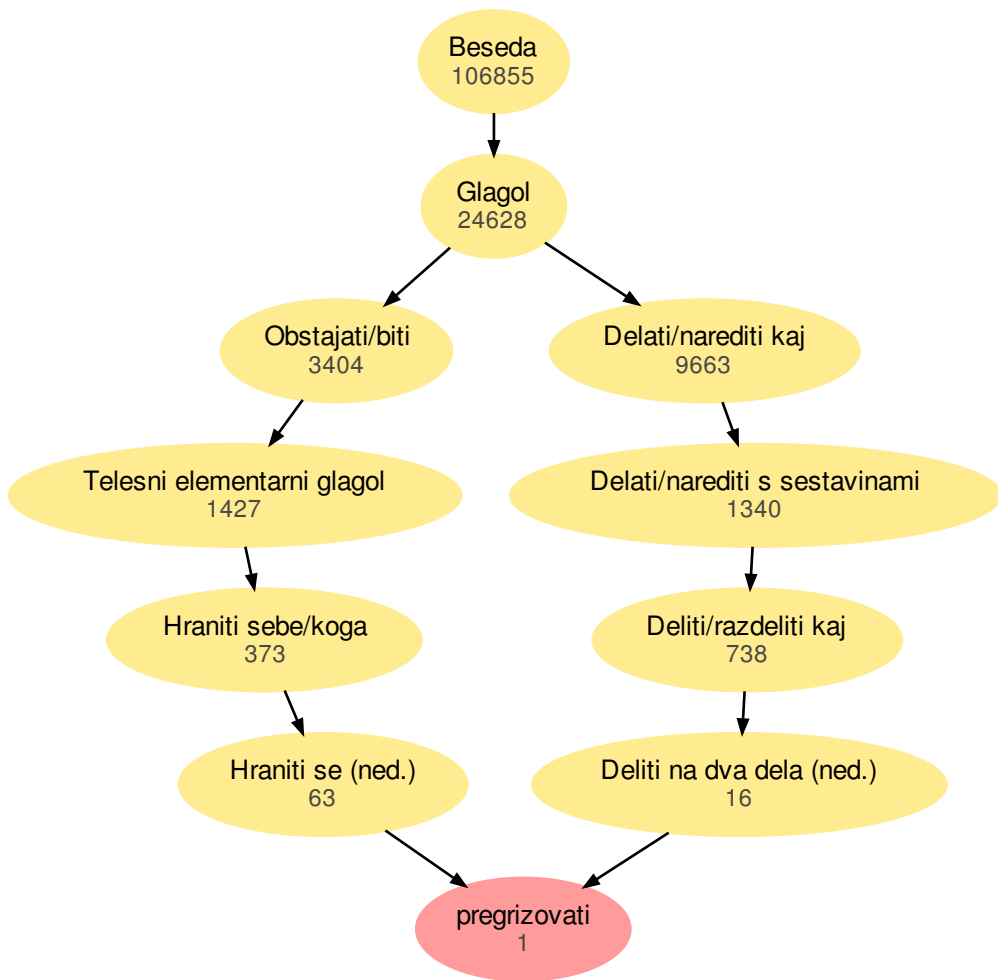 Beseda
106855
Glagol
24628
Obstajati/biti
3404
Delati/narediti kaj
9663
Telesni elementarni glagol
1427
Delati/narediti s sestavinami
1340
Hraniti sebe/koga
373
Deliti/razdeliti kaj
738
Hraniti se (ned.)
63
Deliti na dva dela (ned.)
16
pregrizovati
1